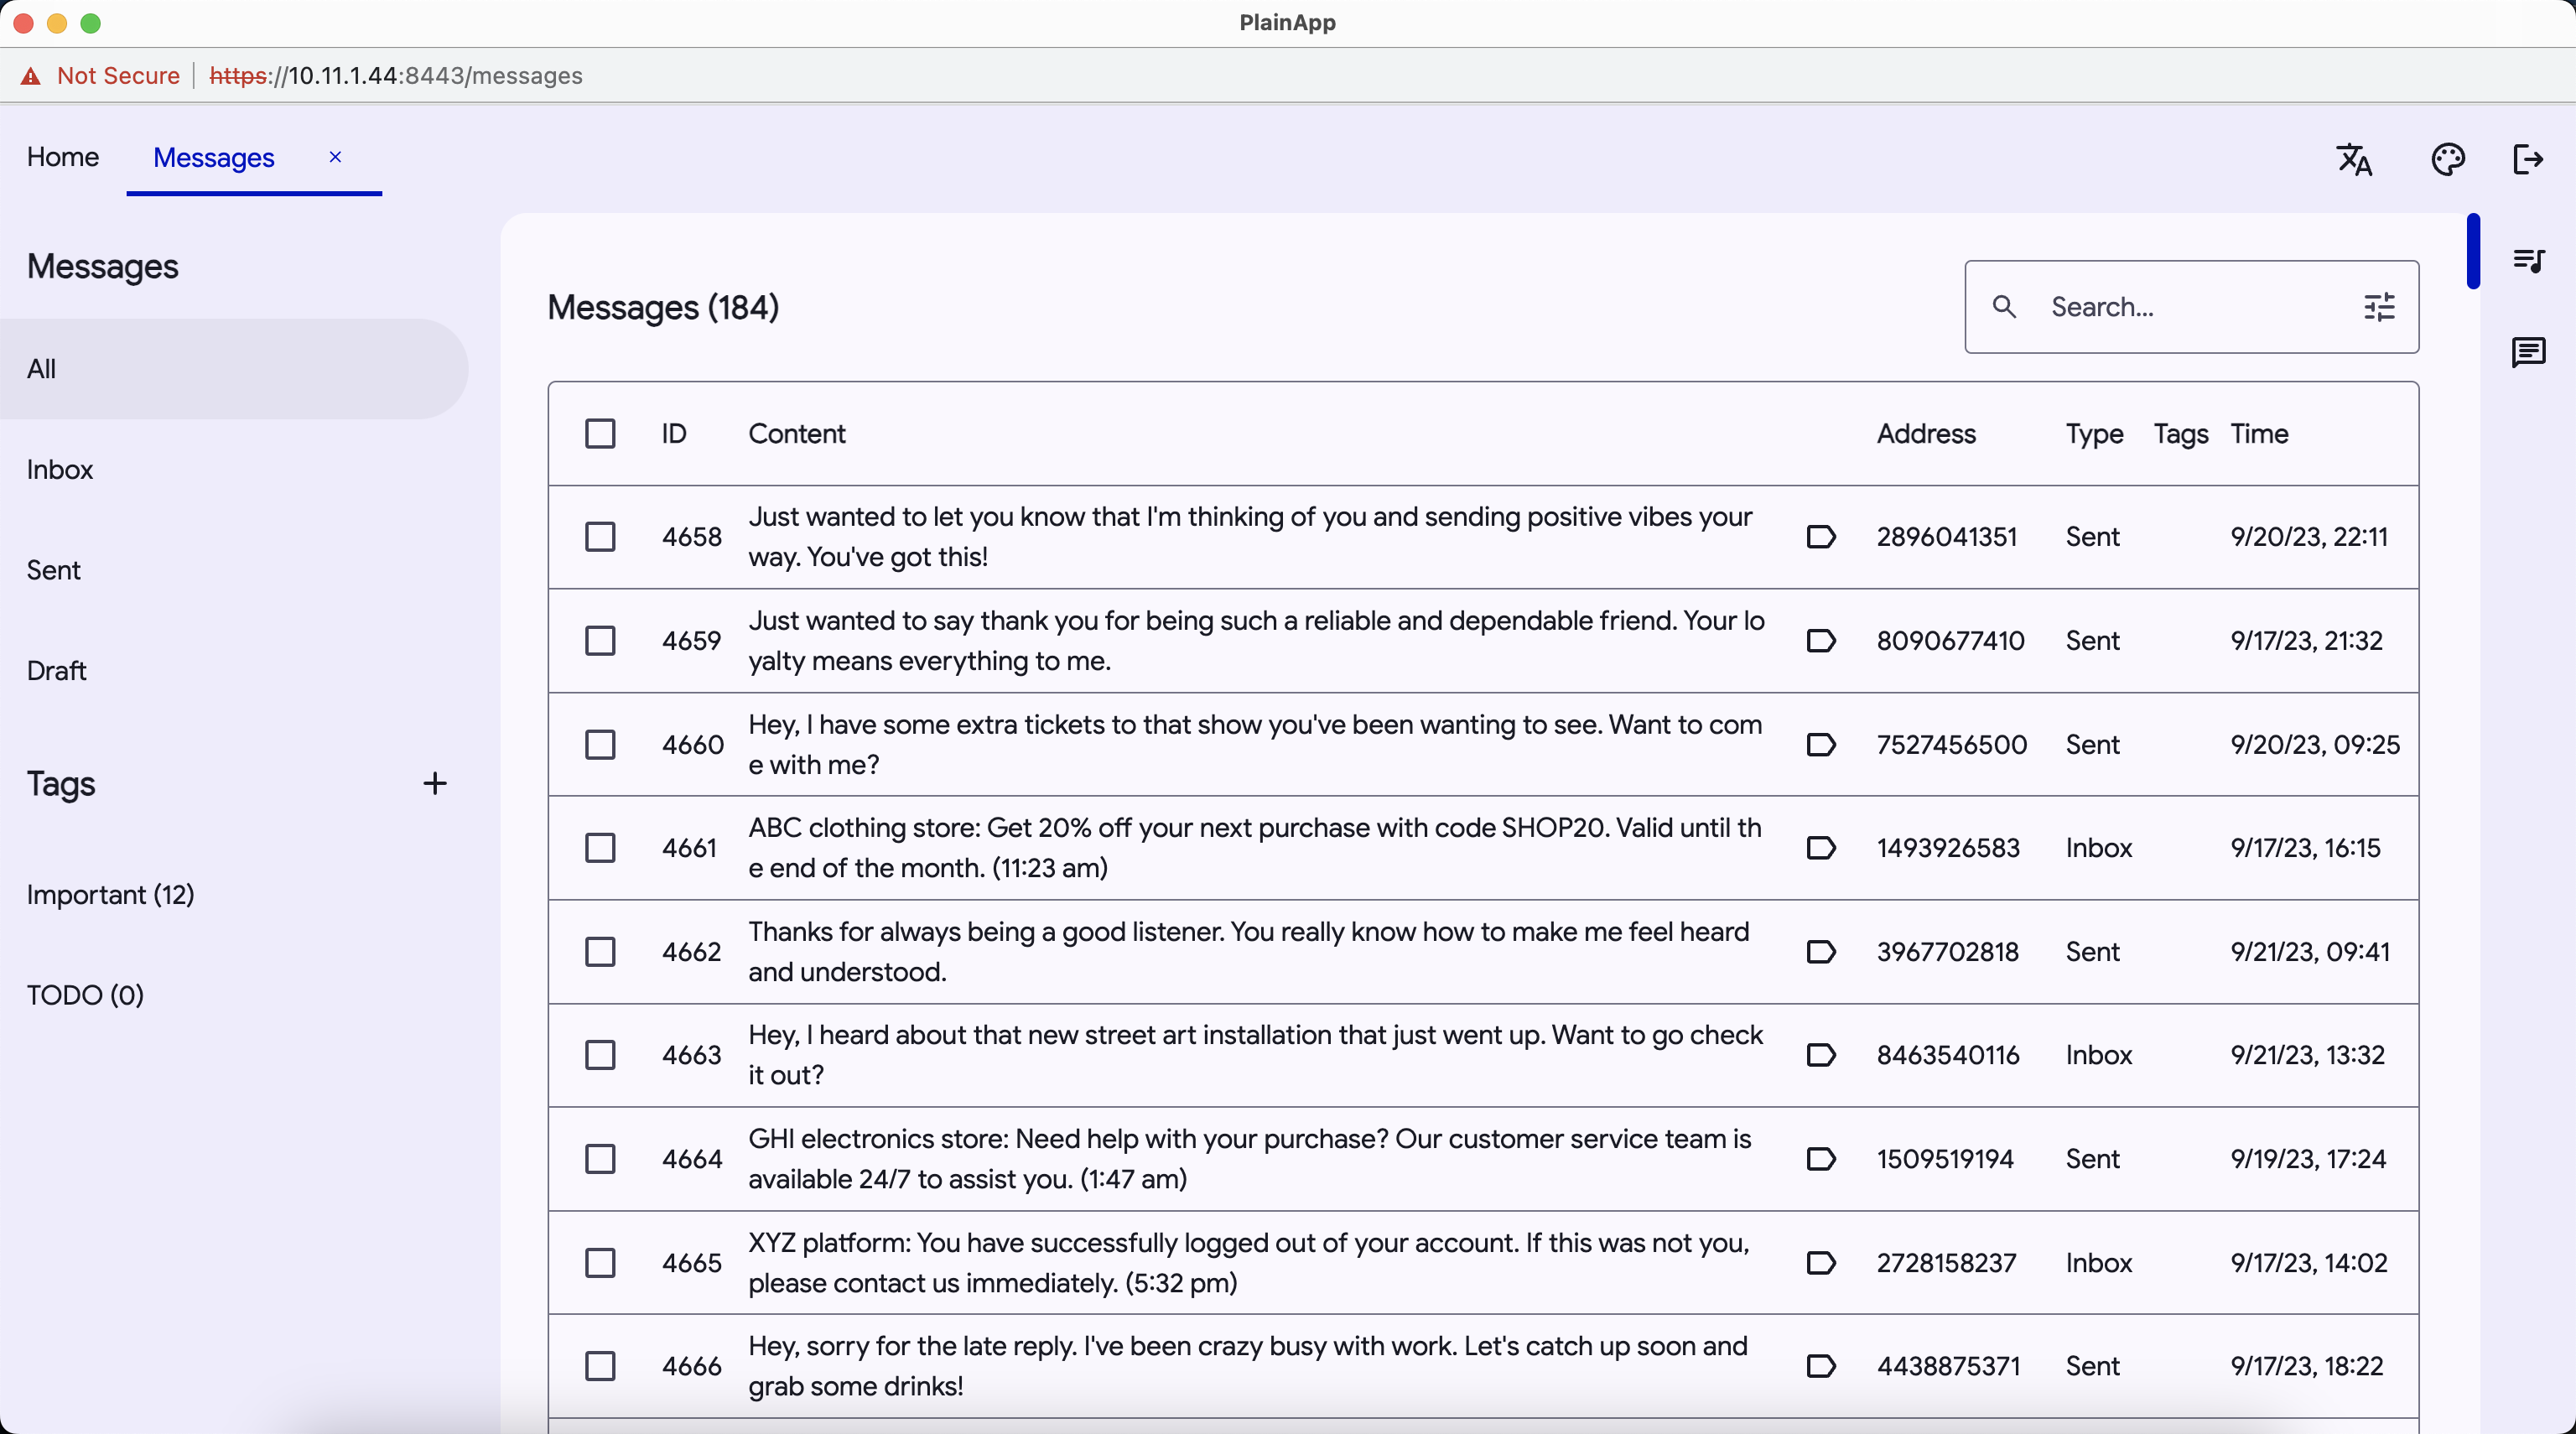 PlainApp
Not Secure https://10.11.1.44:8443/messages
Home Messages ×
Messages
All
Inbox
Sent
Draft
Tags +
Important (12)
TODO (0)
Messages (184)
Search...
ID Content Address Type Tags Time
4658 Just wanted to let you know that I'm thinking of you and sending positive vibes your 2896041351 Sent 9/20/23, 22:11
way. You've got this!
4659 Just wanted to say thank you for being such a reliable and dependable friend. Your lo 8090677410 Sent 9/17/23, 21:32
yalty means everything to me.
4660 Hey, I have some extra tickets to that show you've been wanting to see. Want to com 7527456500 Sent 9/20/23, 09:25
e with me?
4661 ABC clothing store: Get 20% off your next purchase with code SHOP20. Valid until th 1493926583 Inbox 9/17/23, 16:15
e end of the month. (11:23 am)
4662 Thanks for always being a good listener. You really know how to make me feel heard 3967702818 Sent 9/21/23, 09:41
and understood.
4663 Hey, I heard about that new street art installation that just went up. Want to go check 8463540116 Inbox 9/21/23, 13:32
it out?
4664 GHI electronics store: Need help with your purchase? Our customer service team is 1509519194 Sent 9/19/23, 17:24
available 24/7 to assist you. (1:47 am)
4665 XYZ platform: You have successfully logged out of your account. If this was not you, 2728158237 Inbox 9/17/23, 14:02
please contact us immediately. (5:32 pm)
4666 Hey, sorry for the late reply. I've been crazy busy with work. Let's catch up soon and 4438875371 Sent 9/17/23, 18:22
grab some drinks!